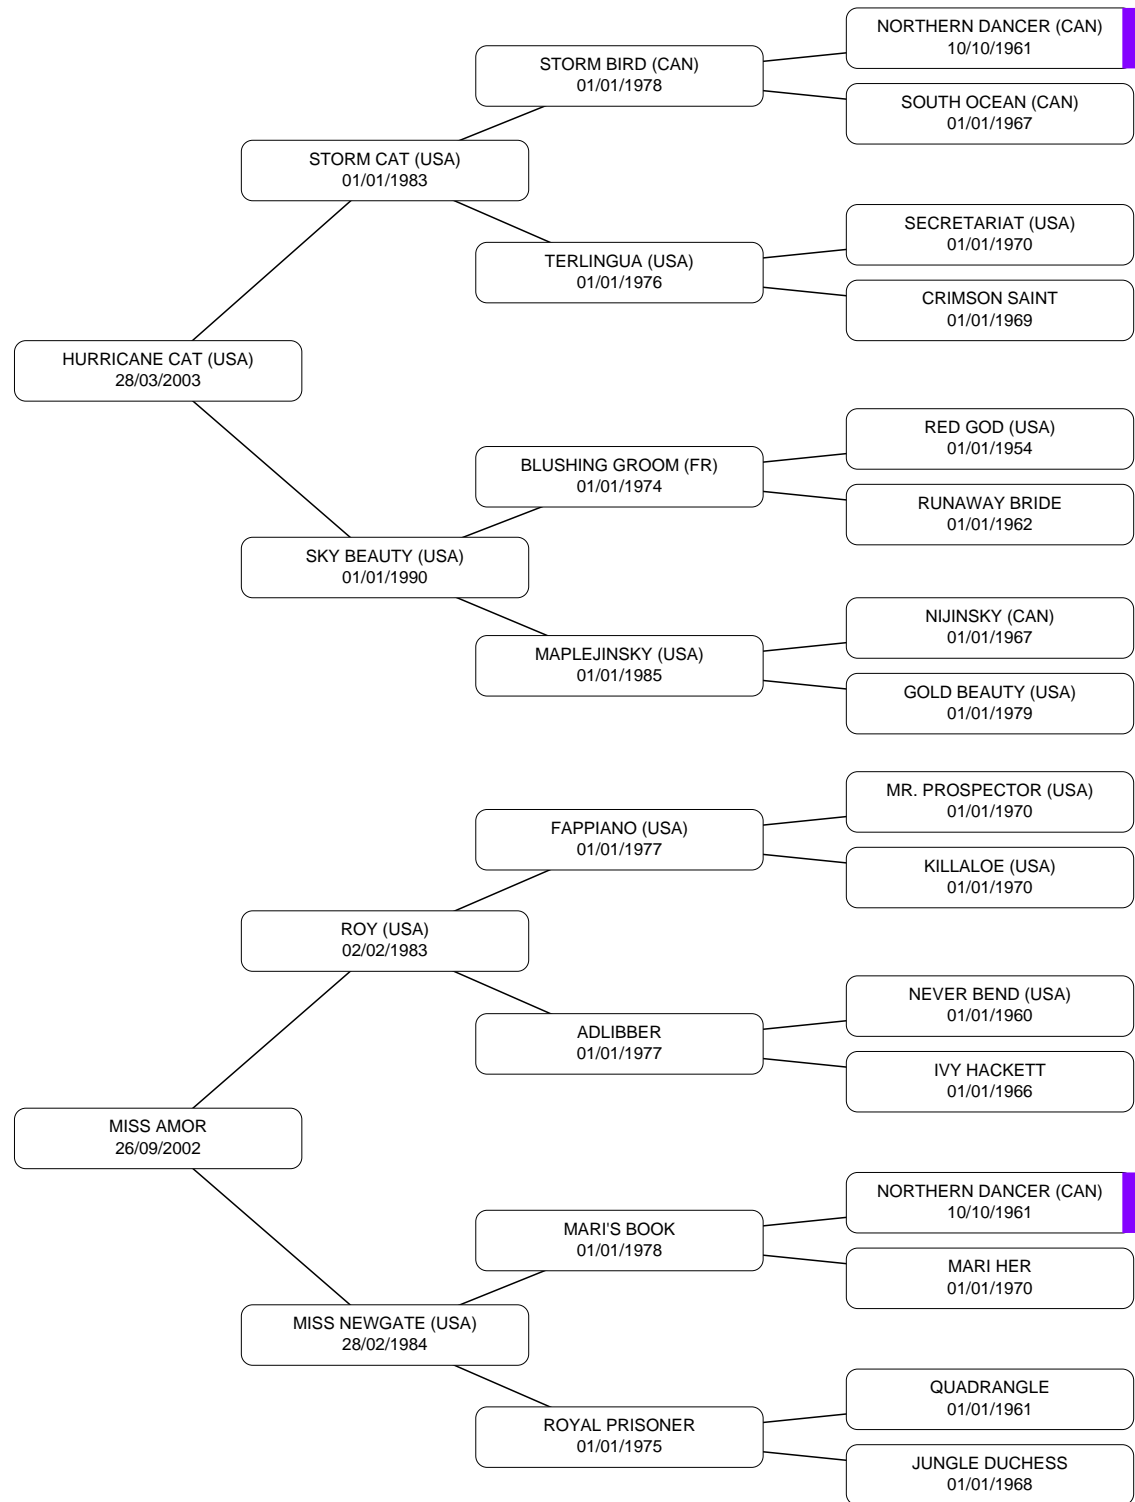 NORTHERN DANCER (CAN)
10/10/1961
STORM BIRD (CAN)
01/01/1978
SOUTH OCEAN (CAN)
01/01/1967
STORM CAT (USA)
01/01/1983
SECRETARIAT (USA)
01/01/1970
TERLINGUA (USA)
01/01/1976
CRIMSON SAINT
01/01/1969
HURRICANE CAT (USA)
28/03/2003
RED GOD (USA)
01/01/1954
BLUSHING GROOM (FR)
01/01/1974
RUNAWAY BRIDE
01/01/1962
SKY BEAUTY (USA)
01/01/1990
NIJINSKY (CAN)
01/01/1967
MAPLEJINSKY (USA)
01/01/1985
GOLD BEAUTY (USA)
01/01/1979
MR. PROSPECTOR (USA)
01/01/1970
FAPPIANO (USA)
01/01/1977
KILLALOE (USA)
01/01/1970
ROY (USA)
02/02/1983
NEVER BEND (USA)
01/01/1960
ADLIBBER
01/01/1977
IVY HACKETT
01/01/1966
MISS AMOR
26/09/2002
NORTHERN DANCER (CAN)
10/10/1961
MARI'S BOOK
01/01/1978
MARI HER
01/01/1970
MISS NEWGATE (USA)
28/02/1984
QUADRANGLE
01/01/1961
ROYAL PRISONER
01/01/1975
JUNGLE DUCHESS
01/01/1968